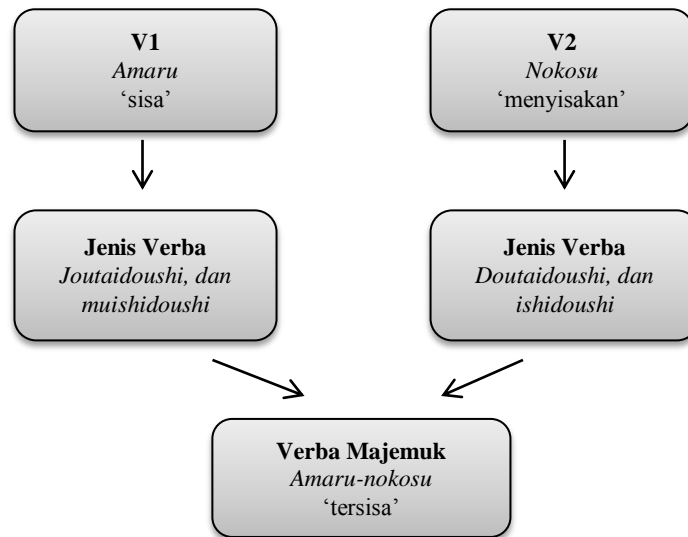 V1
Amaru
‘sisa’
V2
Nokosu
‘menyisakan’
Jenis Verba
Joutaidoushi, dan
muishidoushi
Jenis Verba
Doutaidoushi, dan
ishidoushi
Verba Majemuk
Amaru-nokosu
‘tersisa’